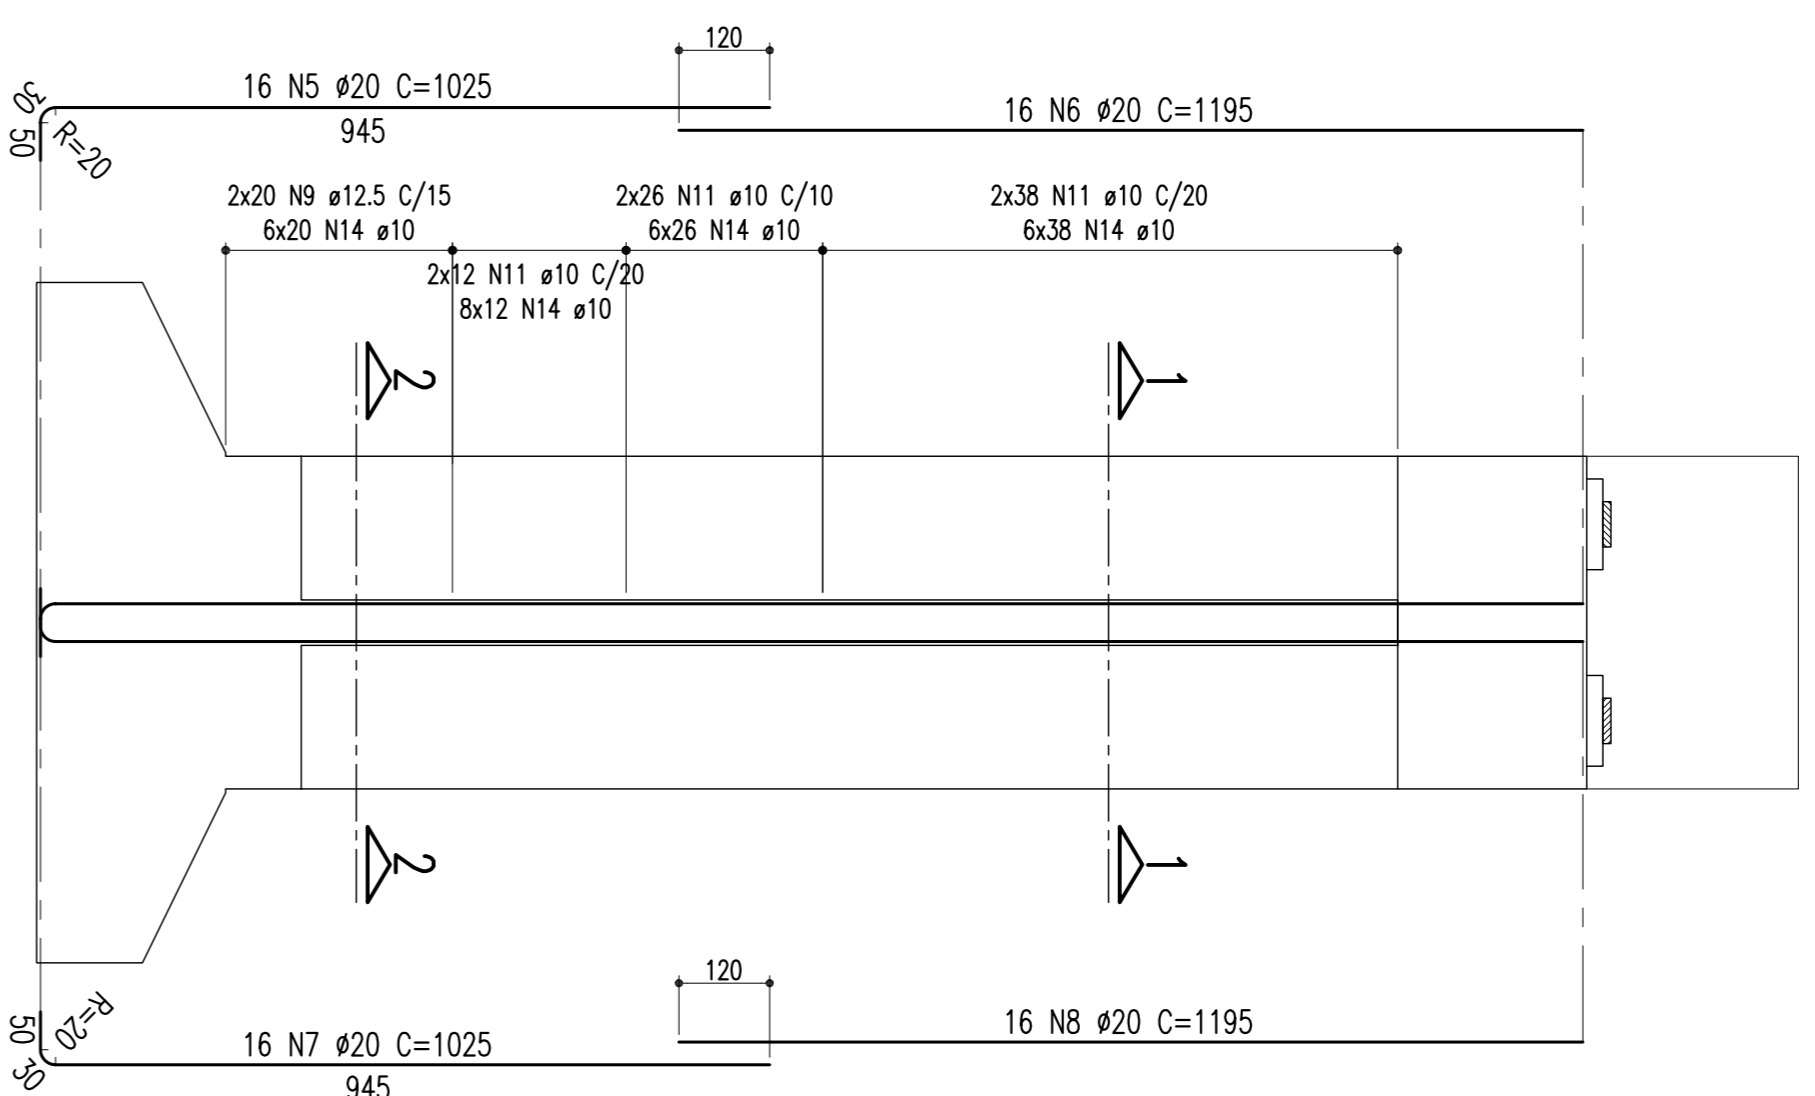 120
16 N5 ø20 C=1025
945
30
50
R=20
16 N6 ø20 C=1195
2x20 N9 ø12.5 C/15
6x20 N14 ø10
2x26 N11 ø10 C/10
6x26 N14 ø10
2x38 N11 ø10 C/20
6x38 N14 ø10
2x12 N11 ø10 C/20
8x12 N14 ø10
2
1
2
1
120
16 N8 ø20 C=1195
R=20
50
30
16 N7 ø20 C=1025
945